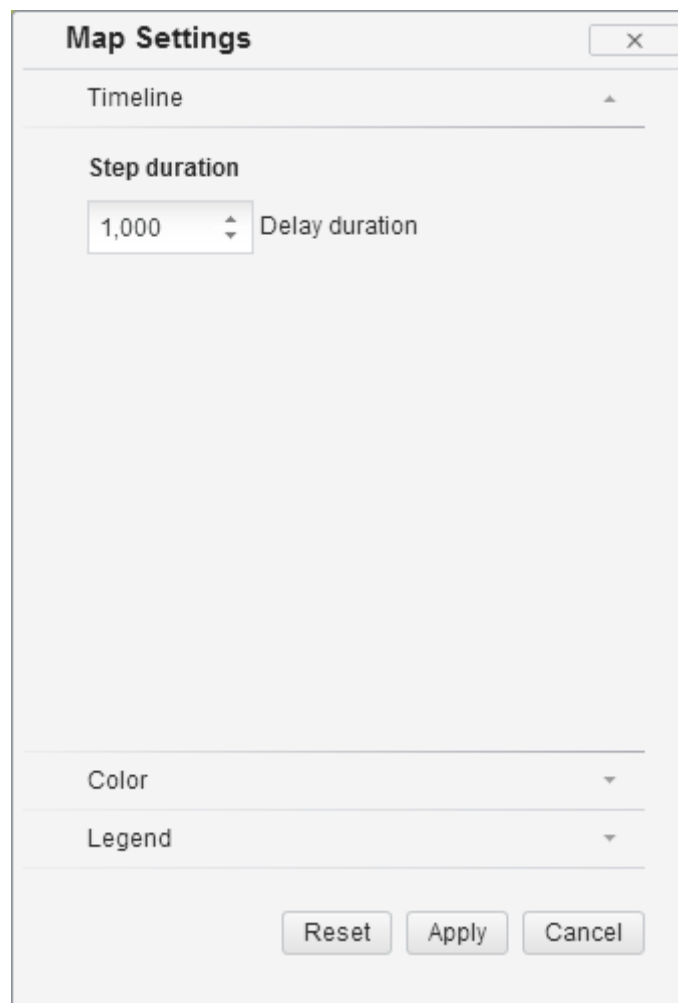 Map Settings
Timeline
Step duration
1,000 Delay duration
Color
Legend
Reset Apply Cancel